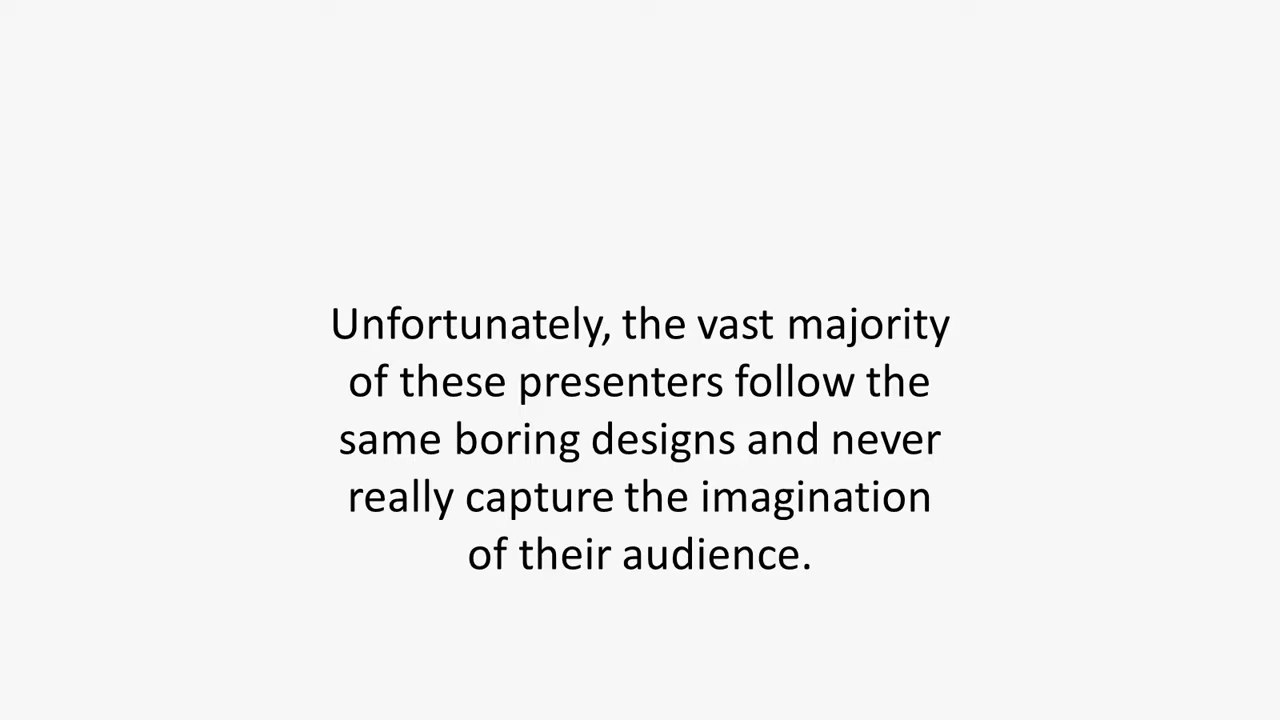 Unfortunately, the vast majority
of these presenters follow the
same boring designs and never
really capture the imagination
of their audience.